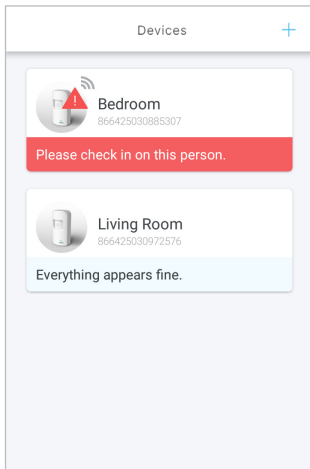 Devices
Bedroom
866425030885307
Please check in on this person.
Living Room
866425030972576
Everything appears fine.